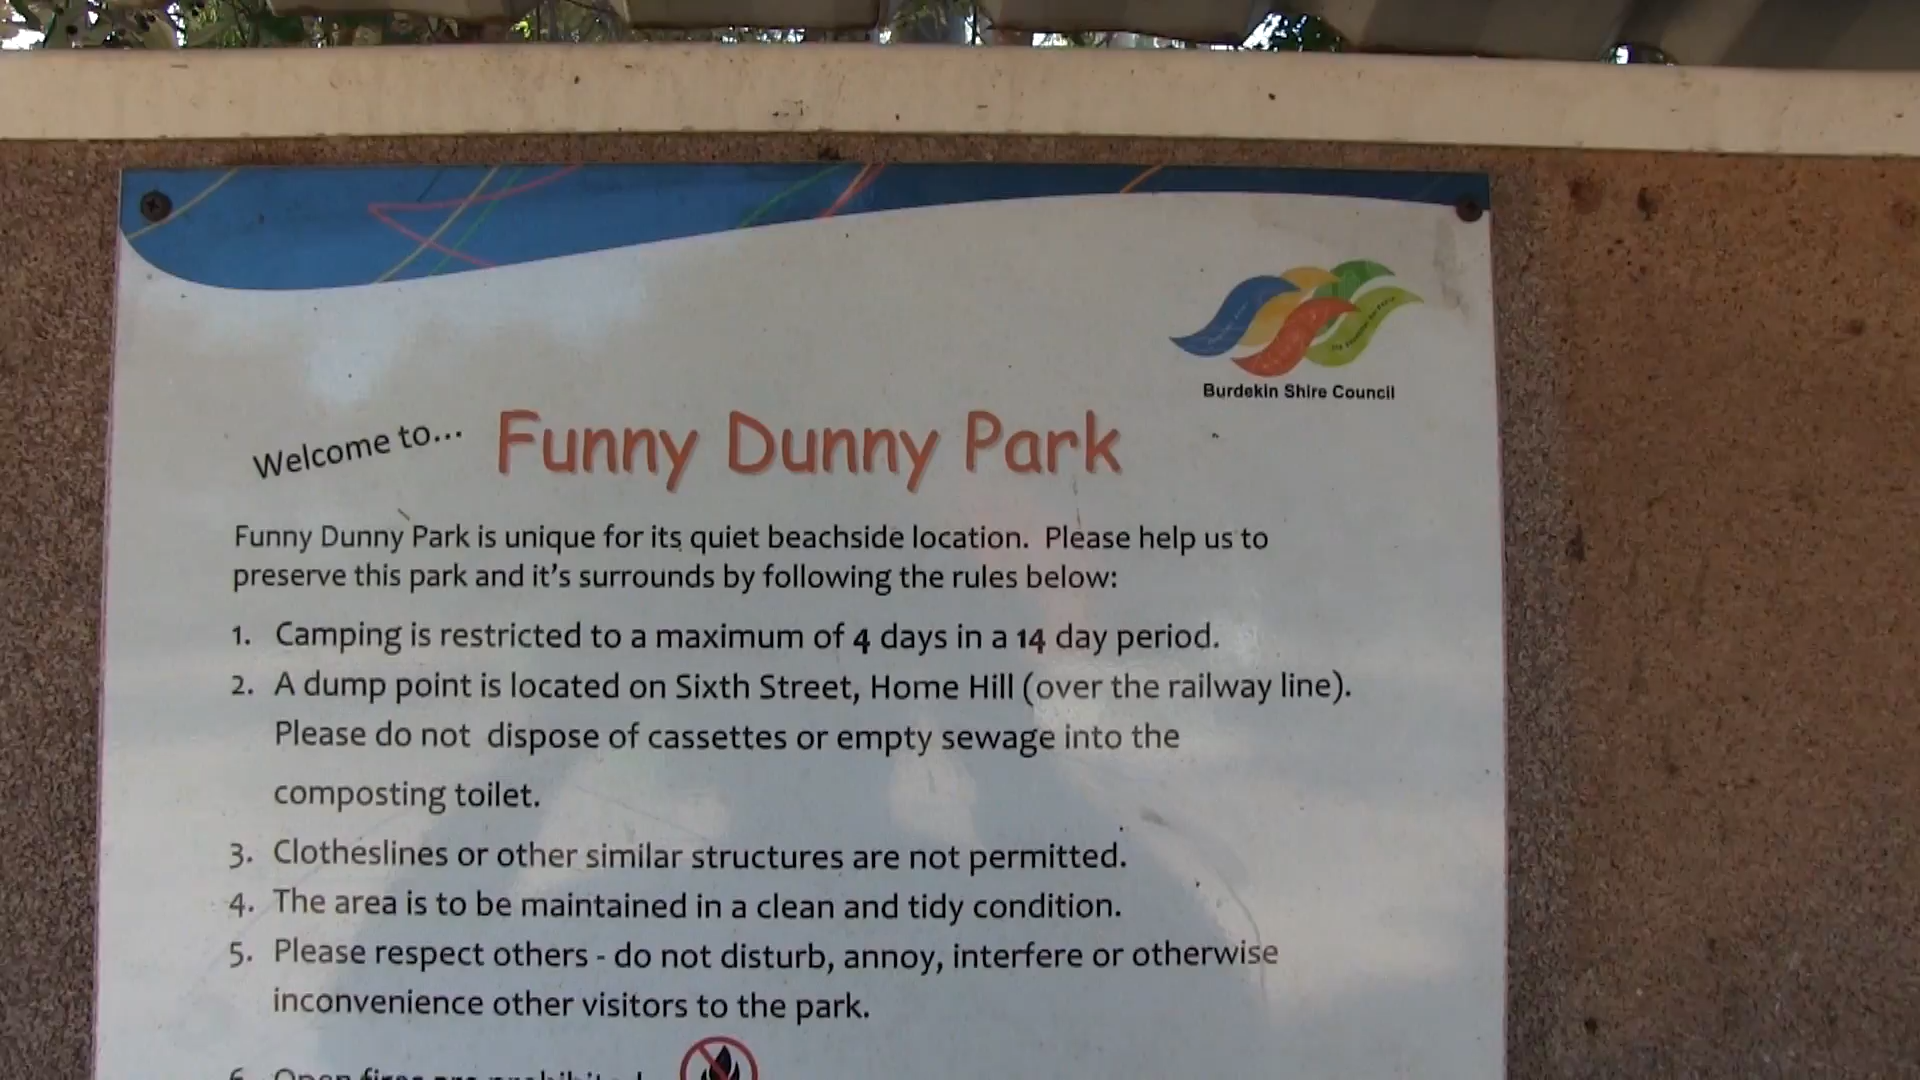 Burdekin Shire Council
Welcome to... Funny Dunny Park
Funny Dunny Park is unique for its quiet beachside location. Please help us to
preserve this park and it's surrounds by following the rules below:
1. Camping is restricted to a maximum of 4 days in a 14 day period.
2. A dump point is located on Sixth Street, Home Hill (over the railway line).
Please do not dispose of cassettes or empty sewage into the
composting toilet.
3. Clotheslines or other similar structures are not permitted.
4. The area is to be maintained in a clean and tidy condition.
5. Please respect others - do not disturb, annoy, interfere or otherwise
inconvenience other visitors to the park.
6. Open fires are prohibited